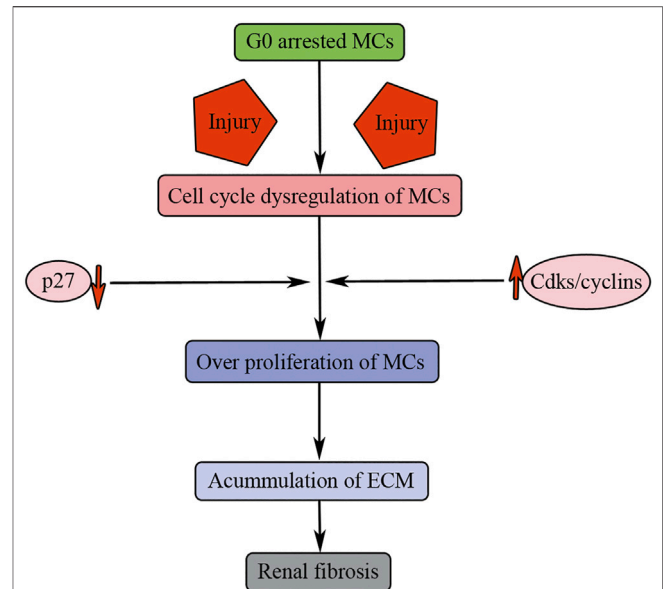 G0 arrested MCs
Injury
Injury
Cell cycle dysregulation of MCs
p27
Cdks/cyclins
Over proliferation of MCs
Acummulation of ECM
Renal fibrosis